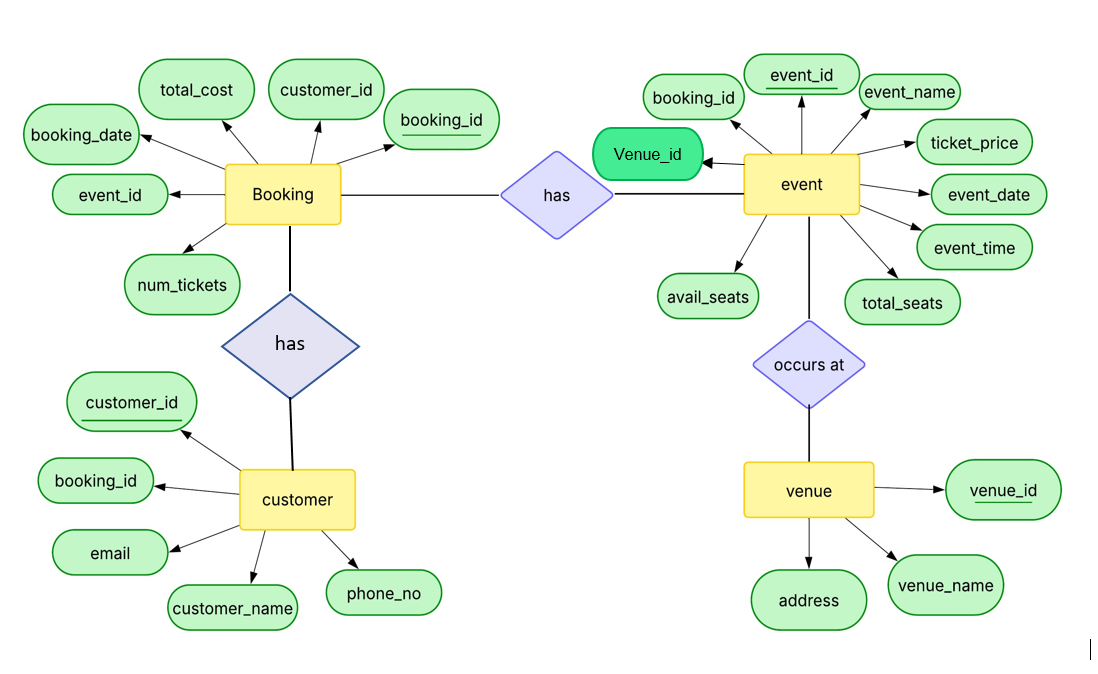 total_cost
customer_id
booking_id
booking_date
event_id
num_tickets
Booking
has
event_id
booking_id
event_name
Venue_id
ticket_price
event
event_date
event_time
avail_seats
total_seats
has
occurs at
customer_id
booking_id
customer
email
customer_name
phone_no
venue
venue_id
address
venue_name